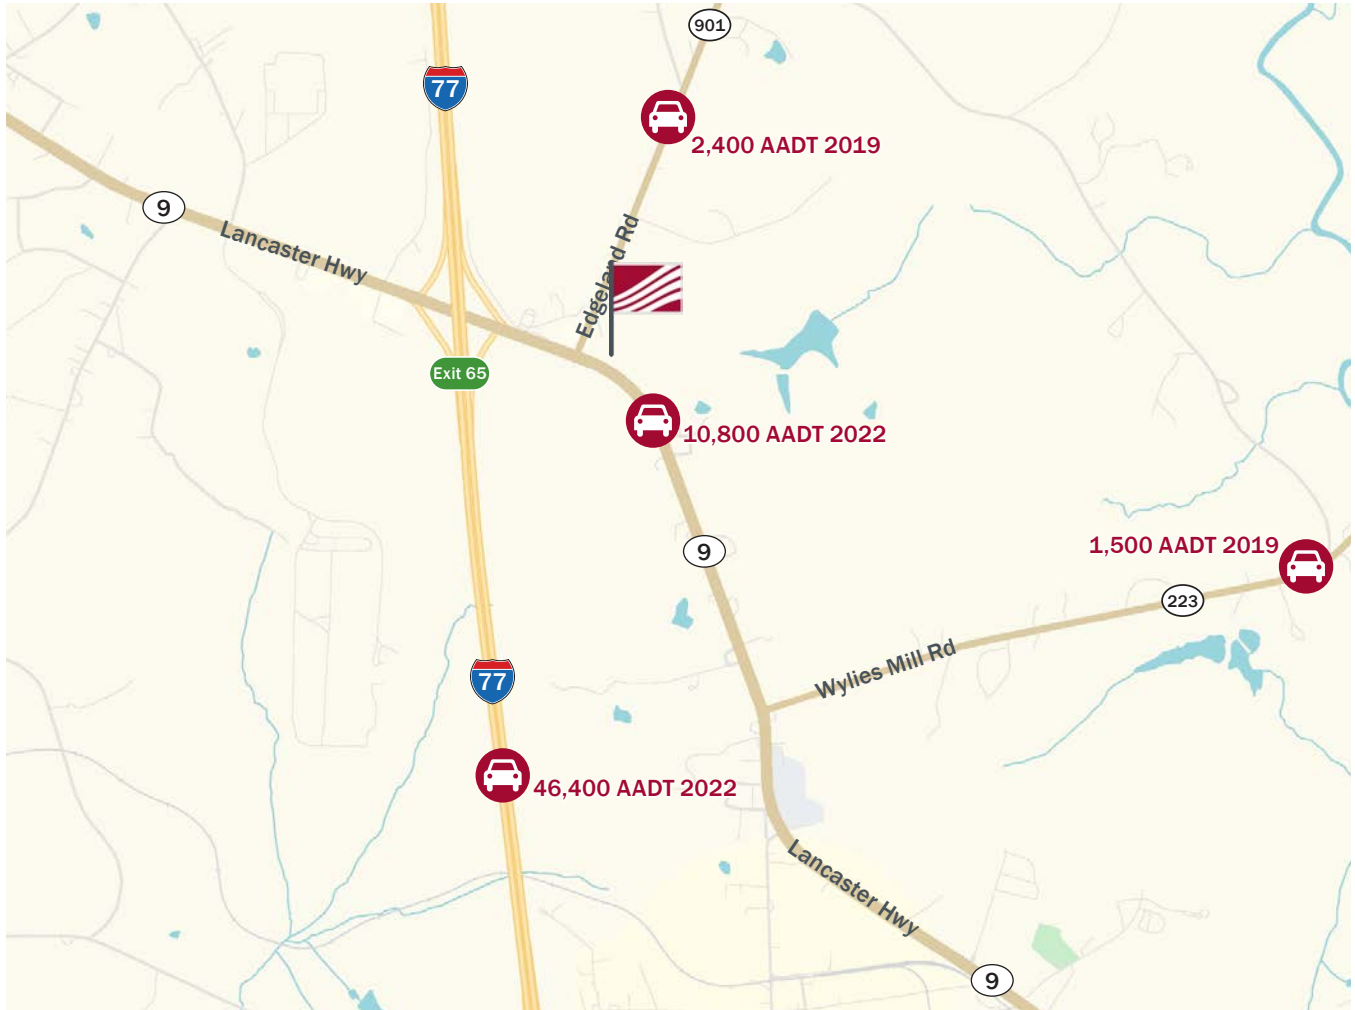 901
77
2,400 AADT 2019
9
Lancaster Hwy
Edgeland Rd
Exit 65
10,800 AADT 2022
9
1,500 AADT 2019
223
Wylies Mill Rd
77
46,400 AADT 2022
Lancaster Hwy
9